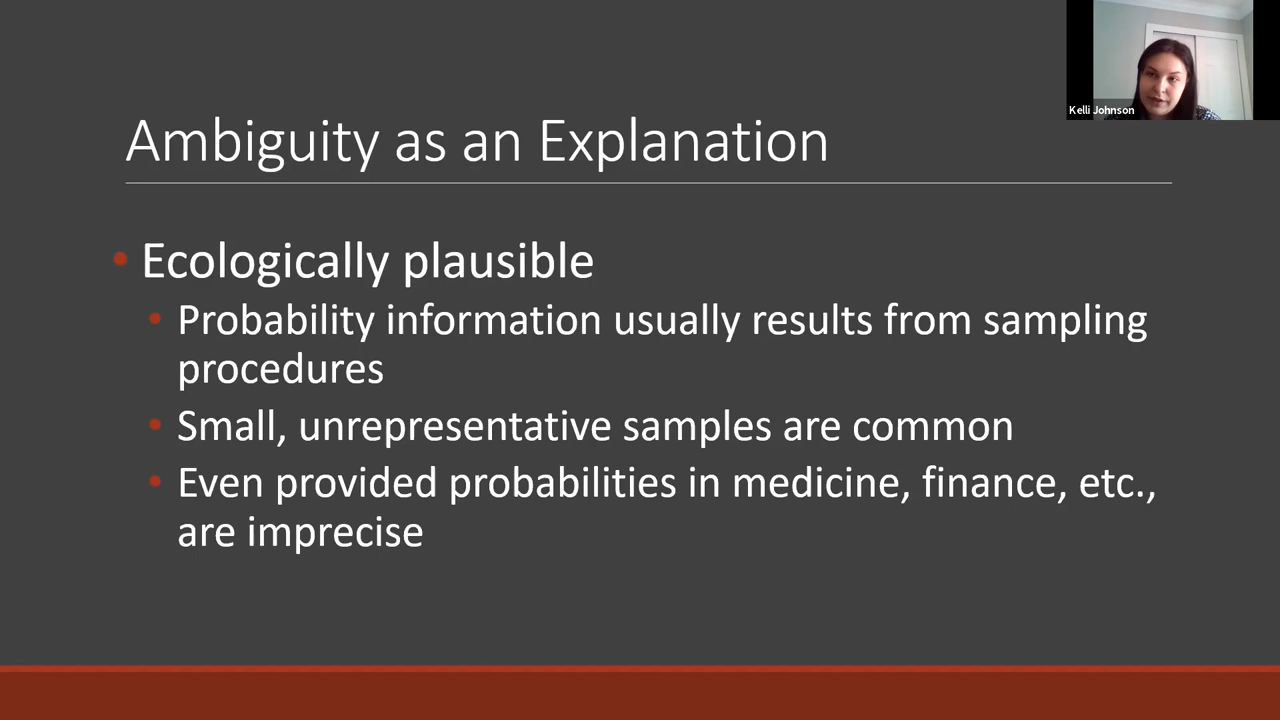 Kelli Johnson
Ambiguity as an Explanation
• Ecologically plausible
• Probability information usually results from sampling
procedures
• Small, unrepresentative samples are common
• Even provided probabilities in medicine, finance, etc.,
are imprecise